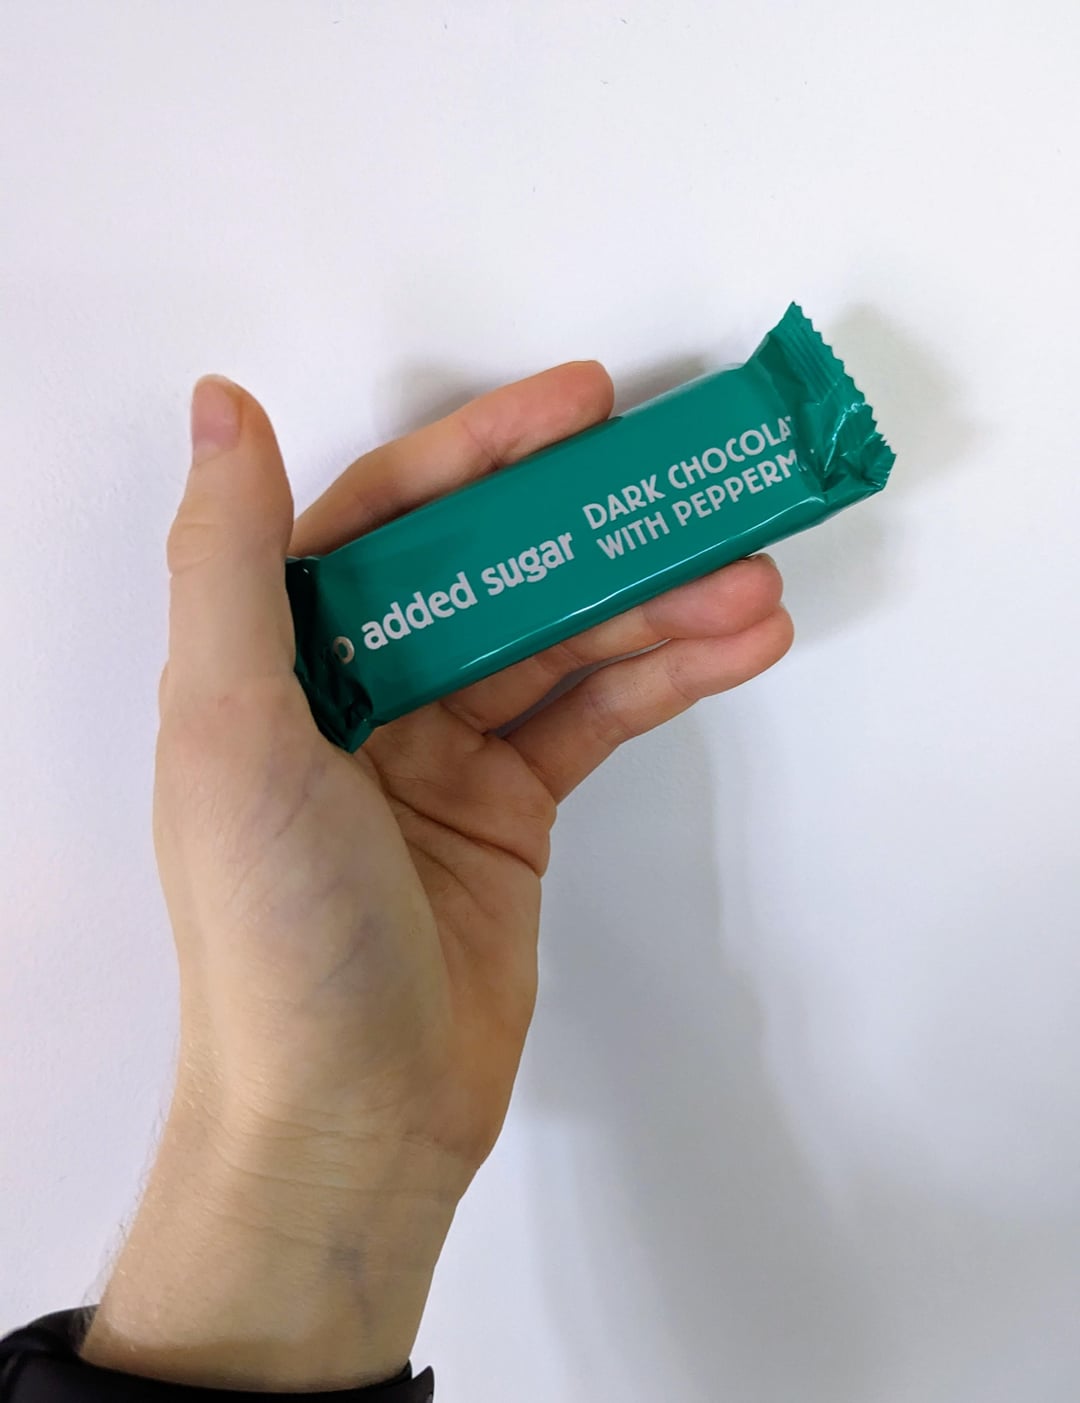 o added sugar
DARK CHOCOLA
WITH PEPPERM